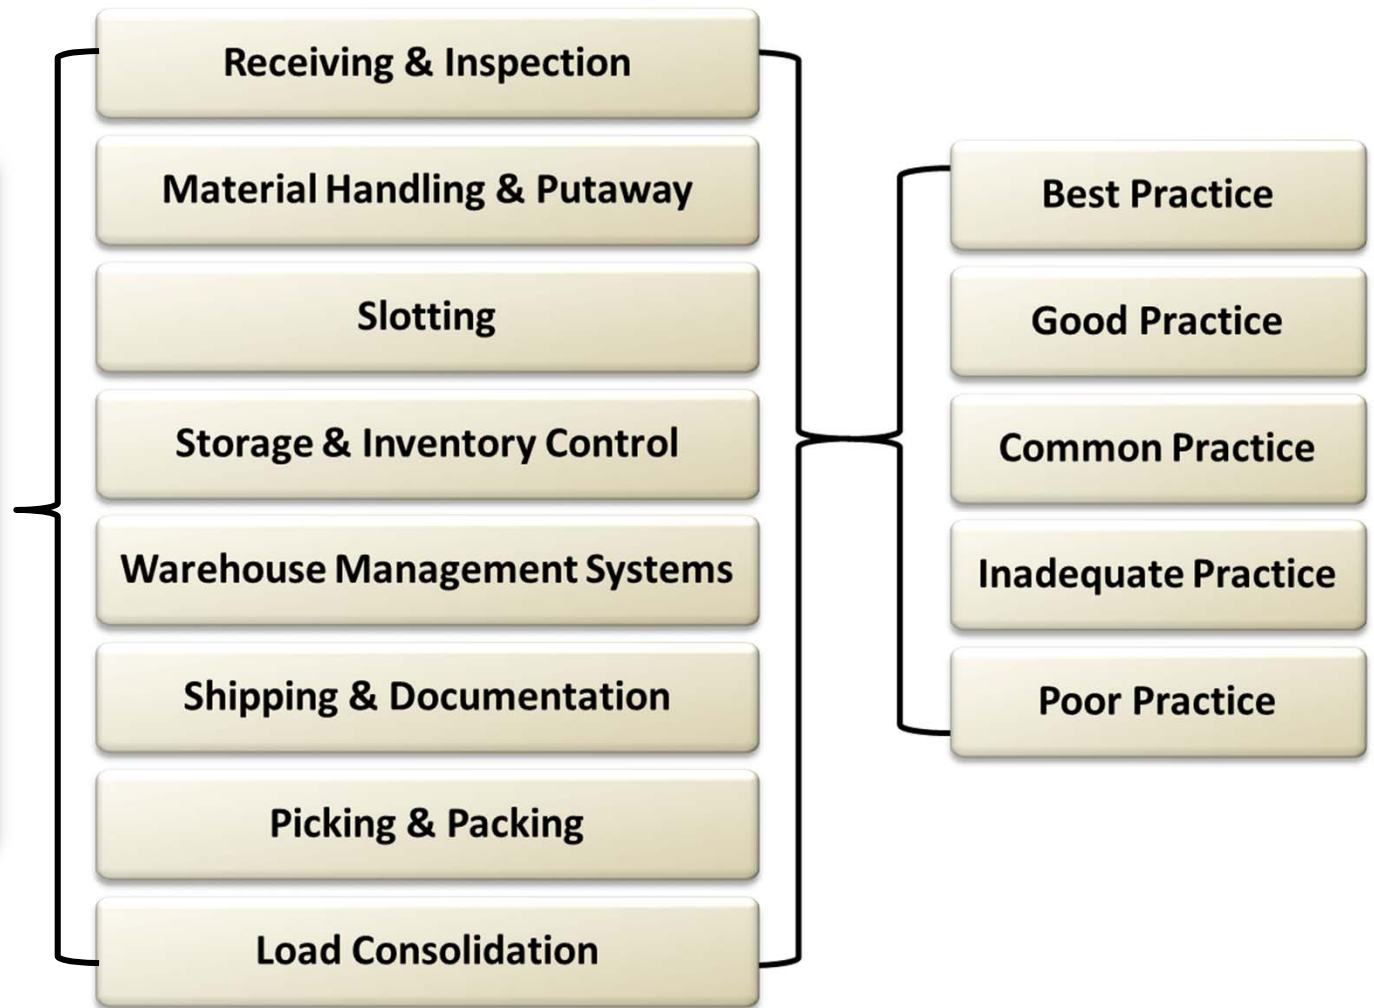 Receiving & Inspection
Material Handling & Putaway
Slotting
Storage & Inventory Control
Warehouse Management Systems
Shipping & Documentation
Picking & Packing
Load Consolidation
Best Practice
Good Practice
Common Practice
Inadequate Practice
Poor Practice